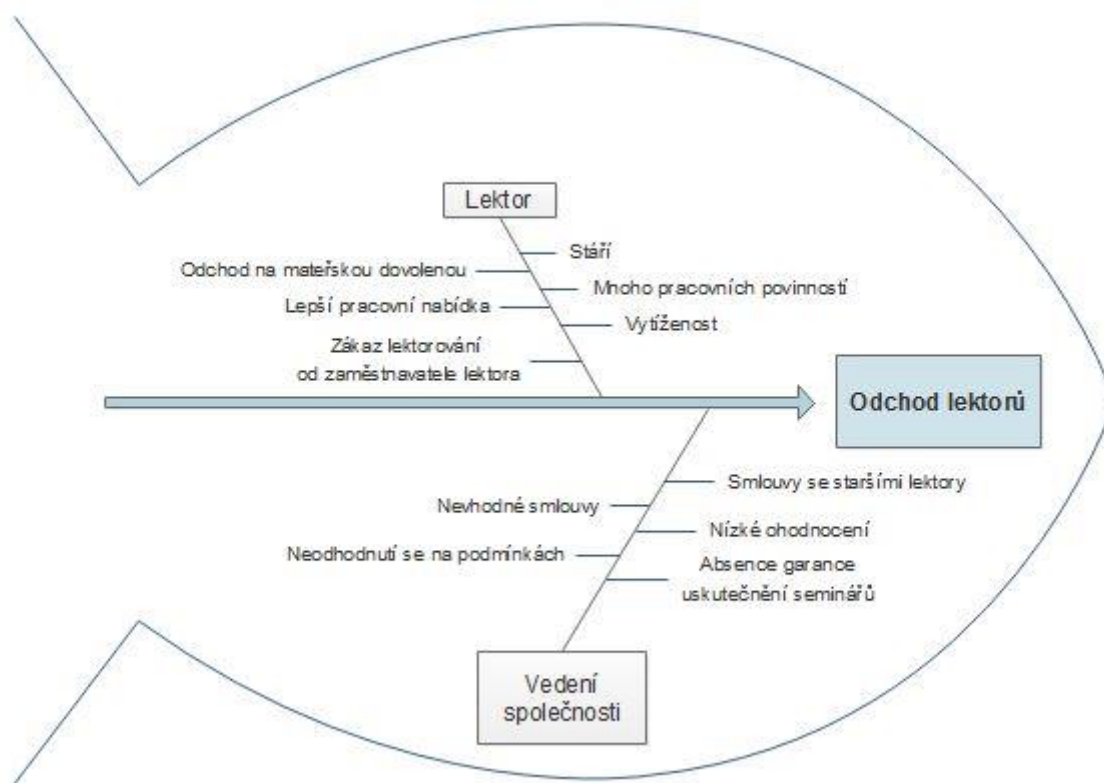 Lektor
Stáří
Odchod na mateřskou dovolenou
Mnoho pracovních povinností
Lepší pracovní nabídka
Vytíženost
Zákaz lektorování
od zaměstnavatele lektora
Odchod lektorů
Smlouvy se staršími lektory
Nevhodné smlouvy
Nízké ohodnocení
Neodhodnutí se na podmínkách
Absence garance
uskutečnění seminářů
Vedení
společnosti